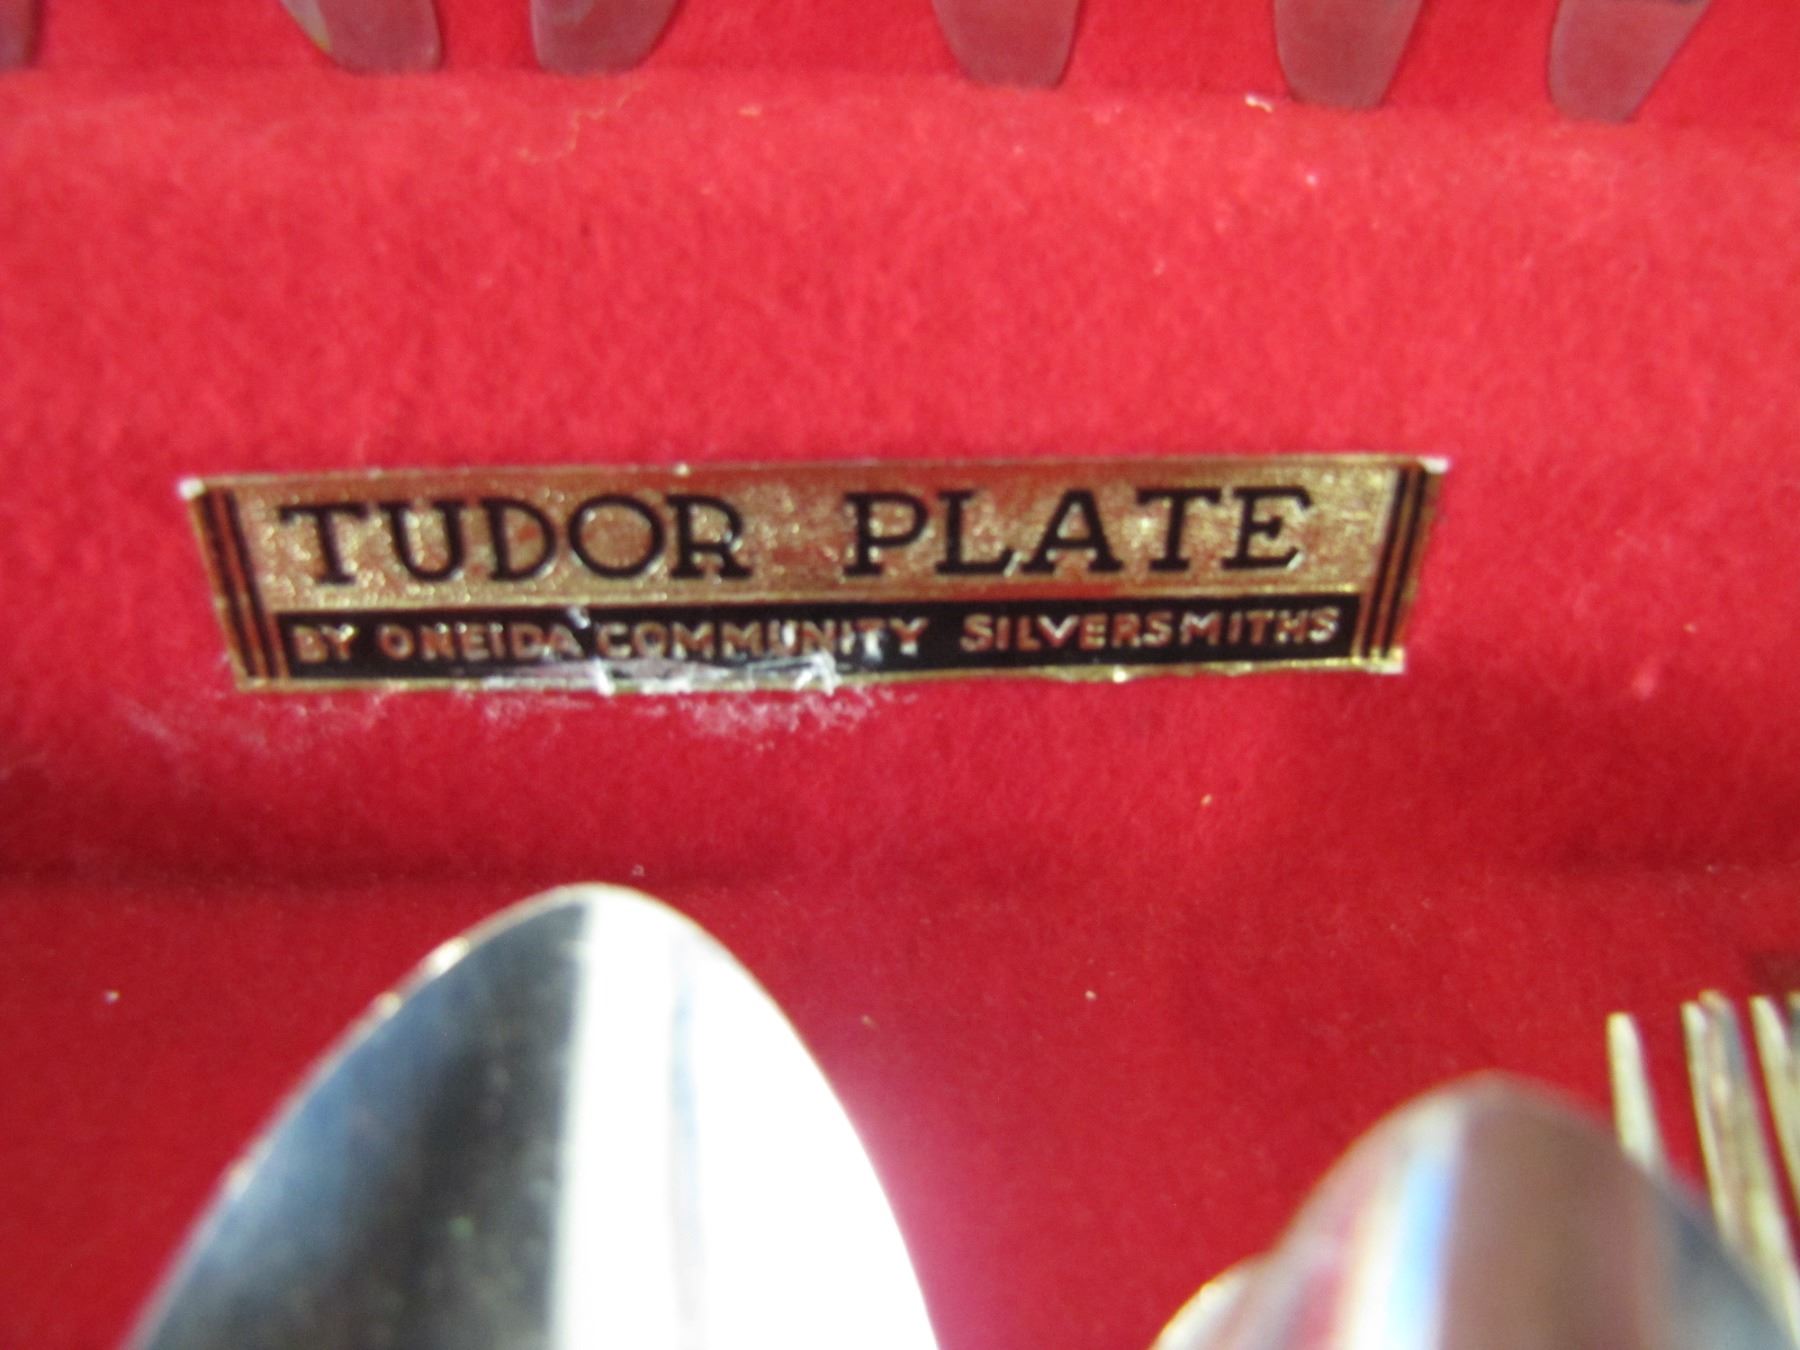 TUDOR PLATE
BY ONEIDA COMMUNITY SILVERSMITHS